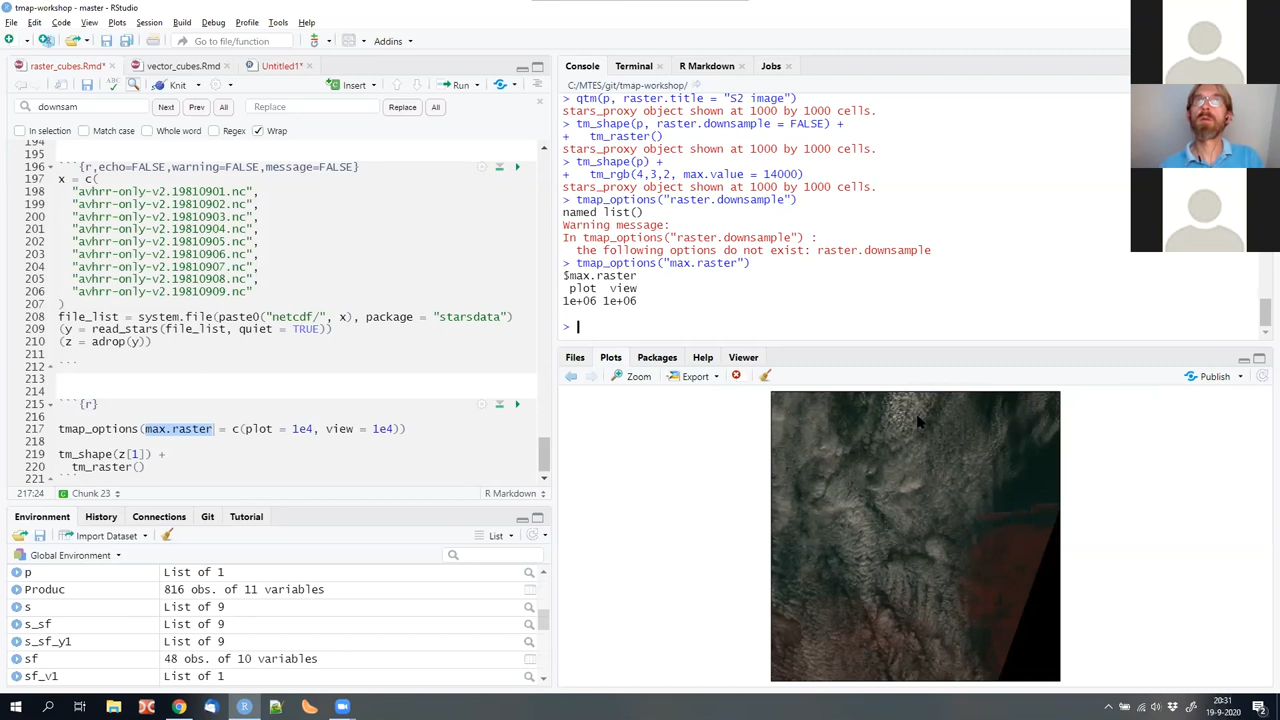 tmap-workshop - master - RStudio
File Edit Code View Plots Session Build Debug Profile Tools Help
Go to file/function
Addins
raster_cubes.Rmd*
vector_cubes.Rmd
Untitled1*
Knit
Insert
Run
downsam
Next
Prev
All
Replace
Replace
All
In selection
Match case
Whole word
Regex
Wrap
194
195
196 ```{r,echo=FALSE,warning=FALSE,message=FALSE}
197 x = c(
198 "avhrr-only-v2.19810901.nc",
199 "avhrr-only-v2.19810902.nc",
200 "avhrr-only-v2.19810903.nc",
201 "avhrr-only-v2.19810904.nc",
202 "avhrr-only-v2.19810905.nc",
203 "avhrr-only-v2.19810906.nc",
204 "avhrr-only-v2.19810907.nc",
205 "avhrr-only-v2.19810908.nc",
206 "avhrr-only-v2.19810909.nc"
207 )
208 file_list = system.file(paste0("netcdf/", x), package = "starsdata")
209 (y = read_stars(file_list, quiet = TRUE))
210 (z = adrop(y))
211
212 ```
213
214
215 ```{r}
216
217 tmap_options(max.raster = c(plot = 1e4, view = 1e4))
218
219 tm_shape(z[1]) +
220 tm_raster()
221 ```
217:24
Chunk 23
R Markdown
Environment
History
Connections
Git
Tutorial
Import Dataset
List
Global Environment
p List of 1
Produc 816 obs. of 11 variables
s List of 9
s_sf List of 9
s_sf_y1 List of 9
sf 48 obs. of 10 variables
sf_v1 List of 1
Console
Terminal
R Markdown
Jobs
C:/MTES/git/tmap-workshop/
> qtm(p, raster.title = "S2 image")
stars_proxy object shown at 1000 by 1000 cells.
> tm_shape(p, raster.downsample = FALSE) +
+ tm_raster()
stars_proxy object shown at 1000 by 1000 cells.
> tm_shape(p) +
+ tm_rgb(4,3,2, max.value = 14000)
stars_proxy object shown at 1000 by 1000 cells.
> tmap_options("raster.downsample")
named list()
Warning message:
In tmap_options("raster.downsample") :
the following options do not exist: raster.downsample
> tmap_options("max.raster")
$max.raster
plot view
1e+06 1e+06
>
Files
Plots
Packages
Help
Viewer
Zoom
Export
Publish
20:31
19-9-2020
2